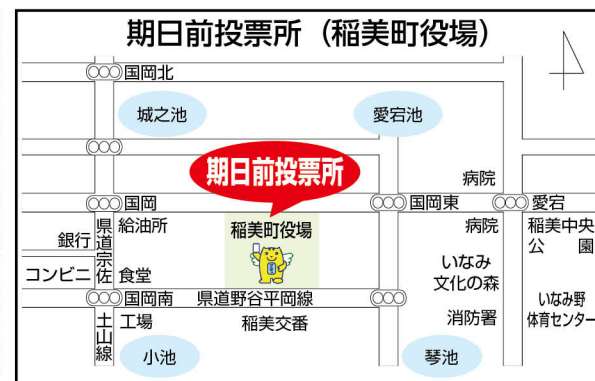 期日前投票所（稲美町役場）
国岡北
城之池
愛宕池
期日前投票所
病院
国岡
国岡東
愛宕
県道宗佐
土山線
給油所
稲美町役場
病院
稲美中央
公園
銀行
コンビニ
食堂
いなみ
文化の森
国岡南
県道野谷平岡線
いなみ野
体育センター
工場
稲美交番
消防署
小池
琴池